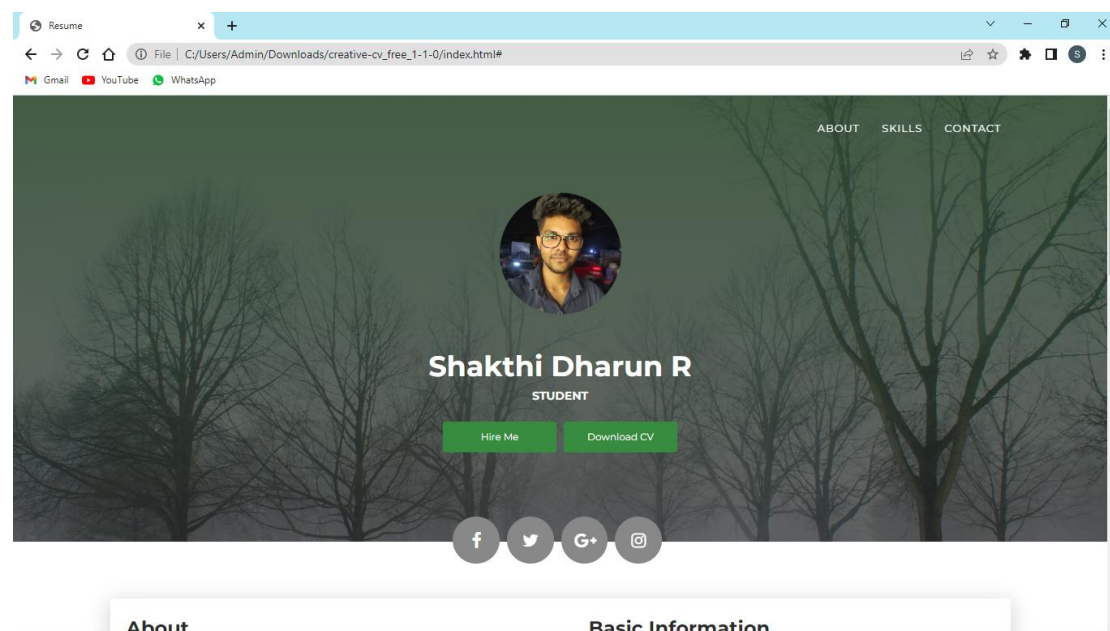 Resume
File | C:/Users/Admin/Downloads/creative-cv_free_1-1-0/index.html#
S
Gmail YouTube WhatsApp
ABOUT SKILLS CONTACT
Shakthi Dharun R
STUDENT
Hire Me Download CV
f G+
About Basic Information